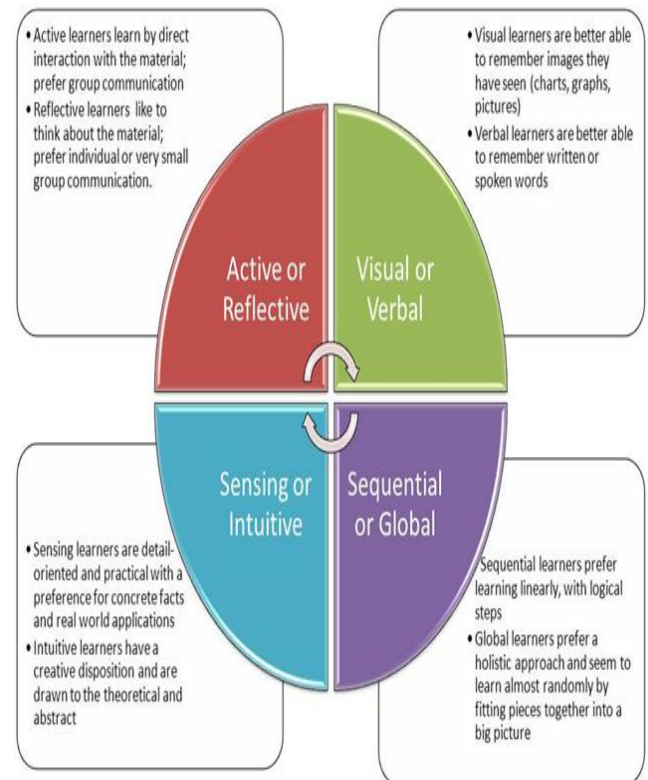 • Active learners learn by direct
interaction with the material;
prefer group communication
• Reflective learners like to
think about the material;
prefer individual or very small
group communication.
• Visual learners are better able
to remember images they
have seen (charts, graphs,
pictures)
• Verbal learners are better able
to remember written or
spoken words
Active or
Reflective
Visual or
Verbal
Sensing or
Intuitive
Sequential
or Global
• Sensing learners are detail-
oriented and practical with a
preference for concrete facts
and real world applications
• Intuitive learners have a
creative disposition and are
drawn to the theoretical and
abstract
Sequential learners prefer
learning linearly, with logical
steps
• Global learners prefer a
holistic approach and seem to
learn almost randomly by
fitting pieces together into a
big picture